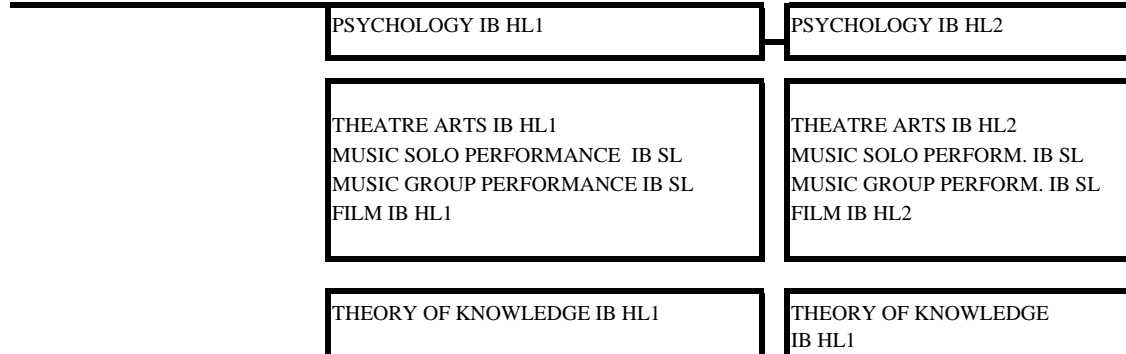 PSYCHOLOGY IB HL1
PSYCHOLOGY IB HL2
THEATRE ARTS IB HL1
MUSIC SOLO PERFORMANCE IB SL
MUSIC GROUP PERFORMANCE IB SL
FILM IB HL1
THEATRE ARTS IB HL2
MUSIC SOLO PERFORM. IB SL
MUSIC GROUP PERFORM. IB SL
FILM IB HL2
THEORY OF KNOWLEDGE IB HL1
THEORY OF KNOWLEDGE
IB HL1